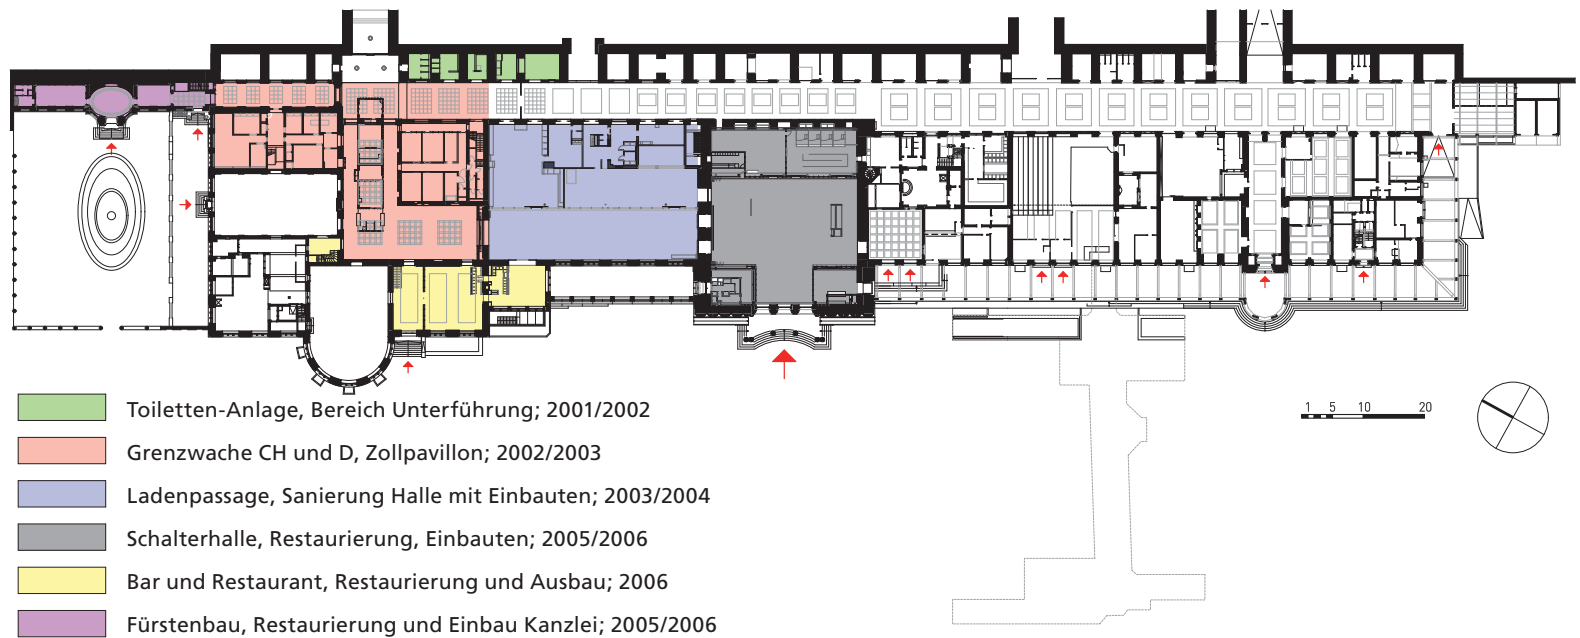 Toiletten-Anlage, Bereich Unterführung; 2001/2002
Grenzwache CH und D, Zollpavillon; 2002/2003
Ladenpassage, Sanierung Halle mit Einbauten; 2003/2004
Schalterhalle, Restaurierung, Einbauten; 2005/2006
Bar und Restaurant, Restaurierung und Ausbau; 2006
Fürstenbau, Restaurierung und Einbau Kanzlei; 2005/2006
1 5 10 20